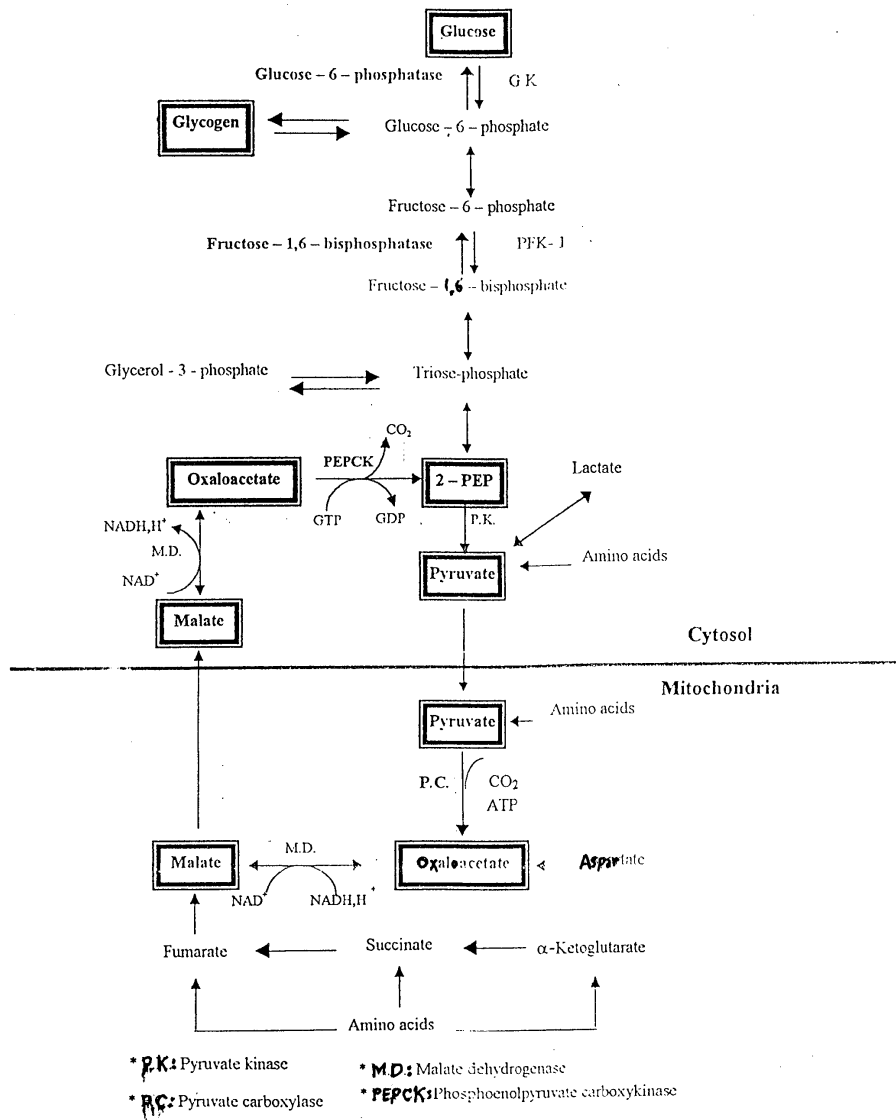 Glucose
Glucose – 6 – phosphatase
G K
Glycogen
Glucose – 6 – phosphate
Fructose – 6 – phosphate
Fructose – 1,6 – bisphosphatase
PFK- 1
Fructose – 1,6 – bisphosphate
Glycerol - 3 - phosphate
Triose-phosphate
CO₂
PEPCK
Oxaloacetate
2 – PEP
Lactate
GTP
GDP
P.K.
NADH,H⁺
M.D.
NAD⁺
Pyruvate
Amino acids
Malate
Cytosol
Mitochondria
Pyruvate
Amino acids
P.C.
CO₂
ATP
Malate
M.D.
Oxaloacetate
Aspartate
NAD⁺
NADH,H⁺
Fumarate
Succinate
α-Ketoglutarate
Amino acids
* P.K: Pyruvate kinase
* M.D: Malate dehydrogenase
* P.C: Pyruvate carboxylase
* PEPCK: Phosphoenolpyruvate carboxykinase